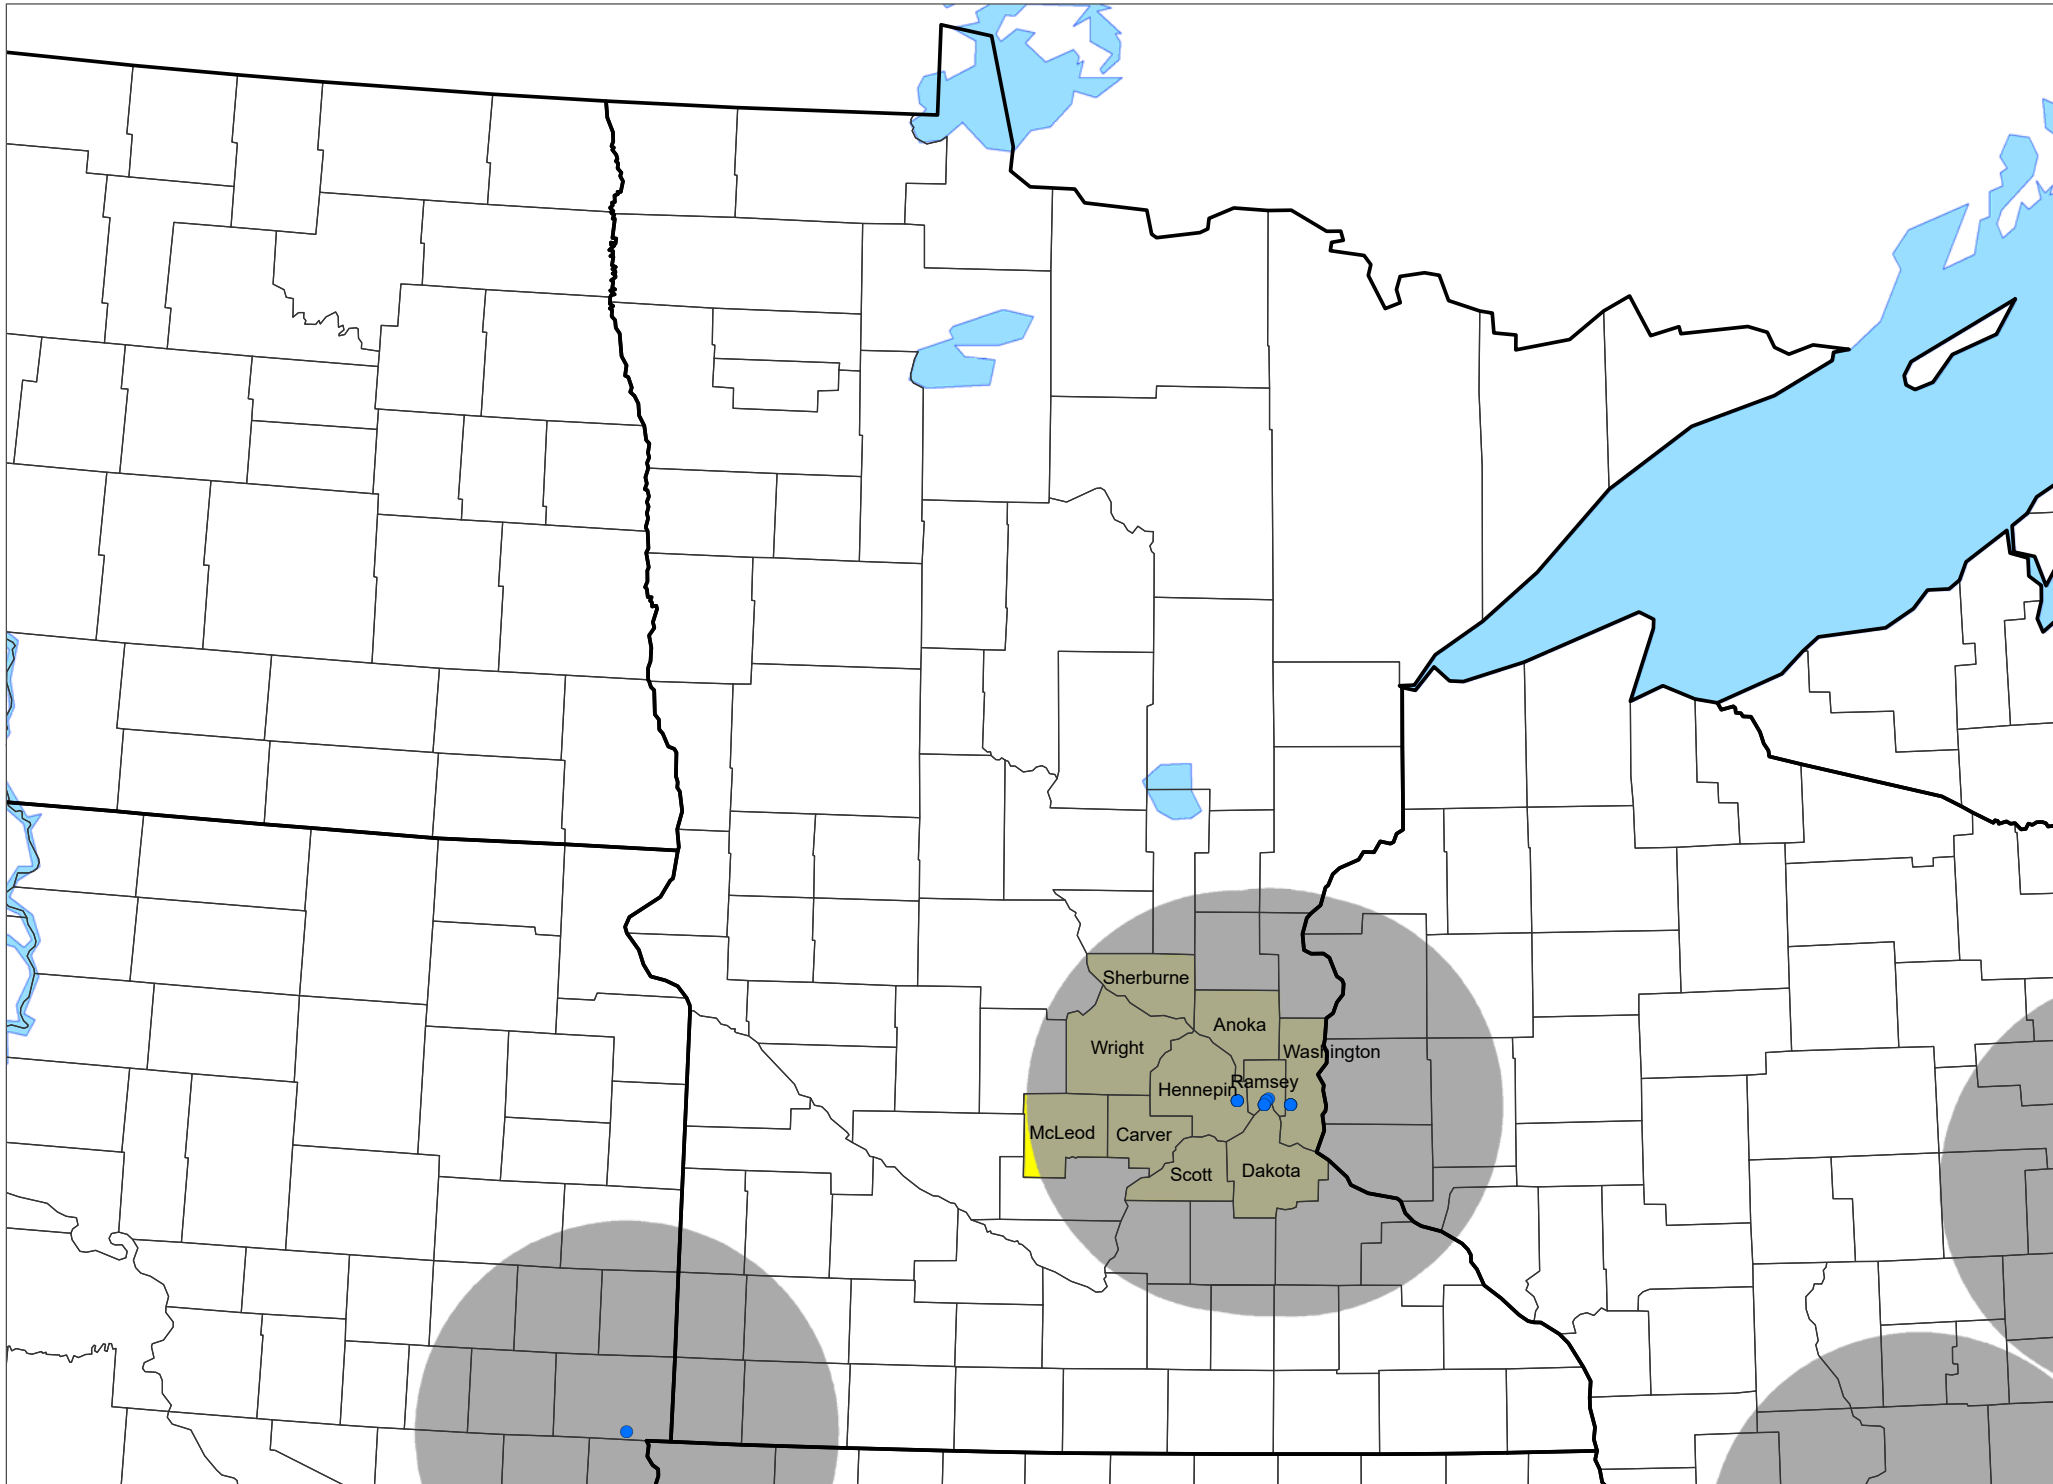 Sherburne
Anoka
Wright
Washington
Ramsey
Hennepin
McLeod
Carver
Scott
Dakota